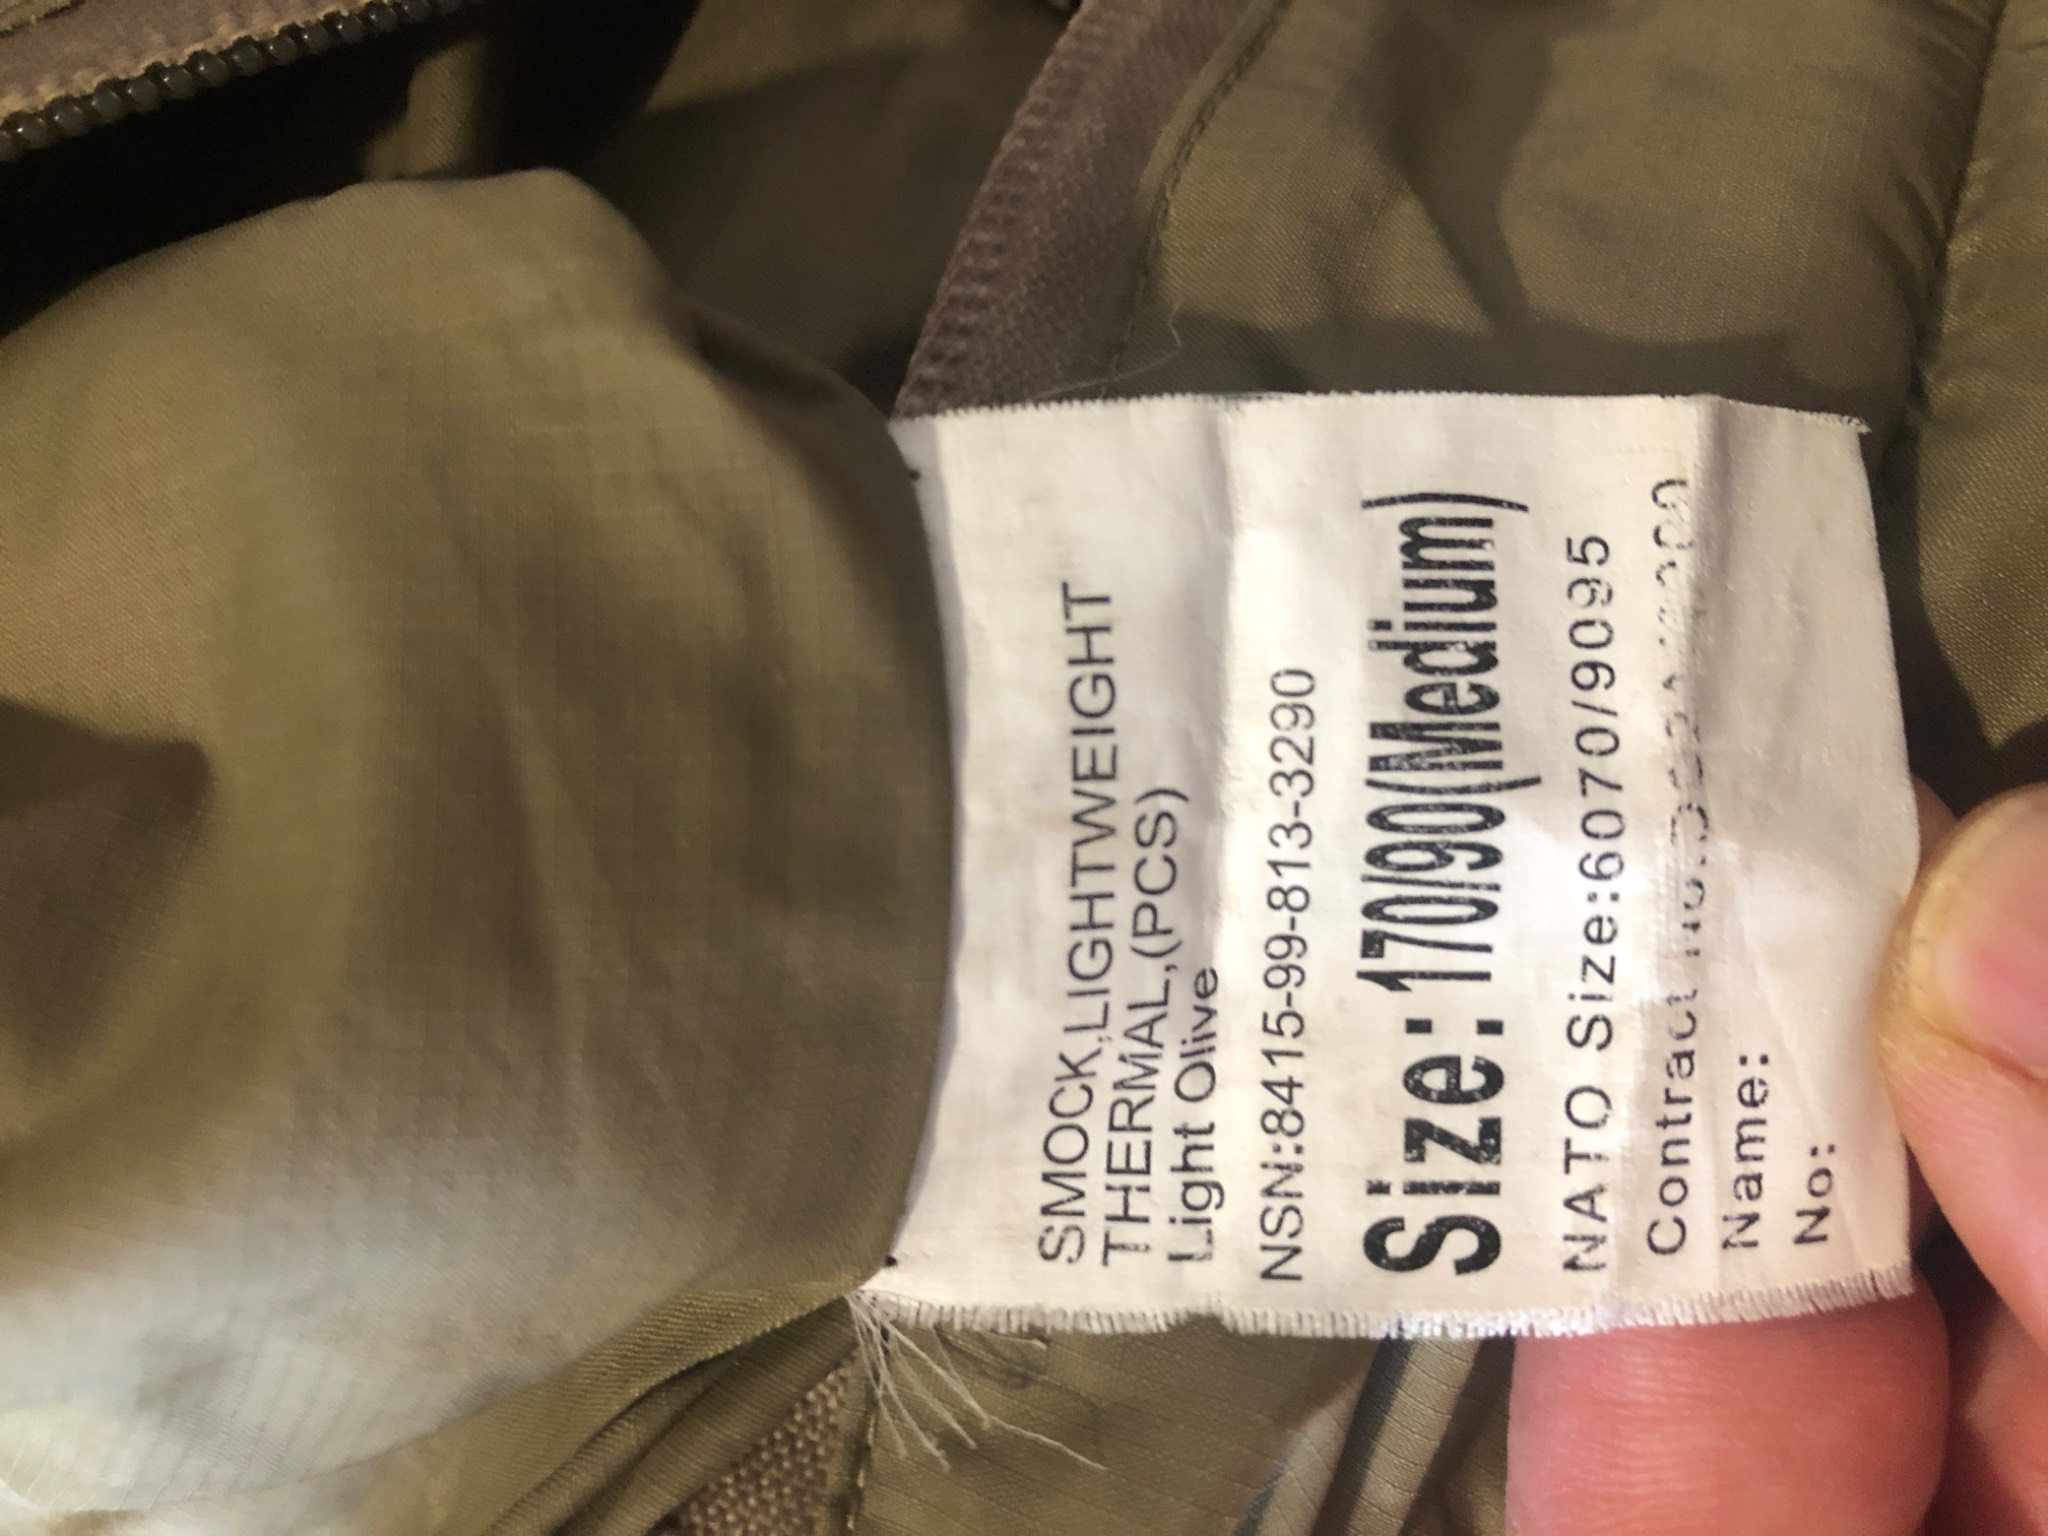 SMOCK,LIGHTWEIGHT
THERMAL,(PCS)
Light Olive
NSN:8415-99-813-3290
Size:170/90(Medium)
NATO Size:6070/9095
Contract no:
Name:
No: